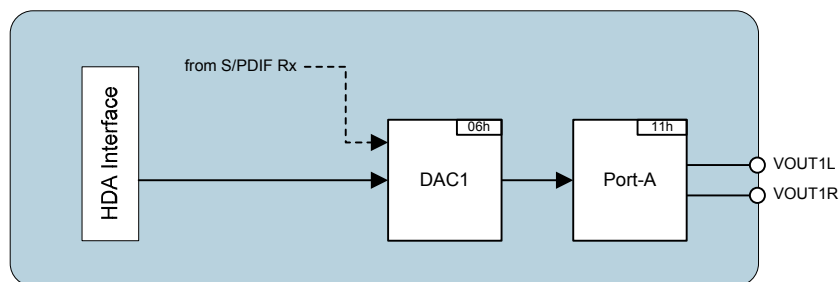 from S/PDIF Rx
HDA Interface
06h
11h
DAC1
Port-A
VOUT1L
VOUT1R